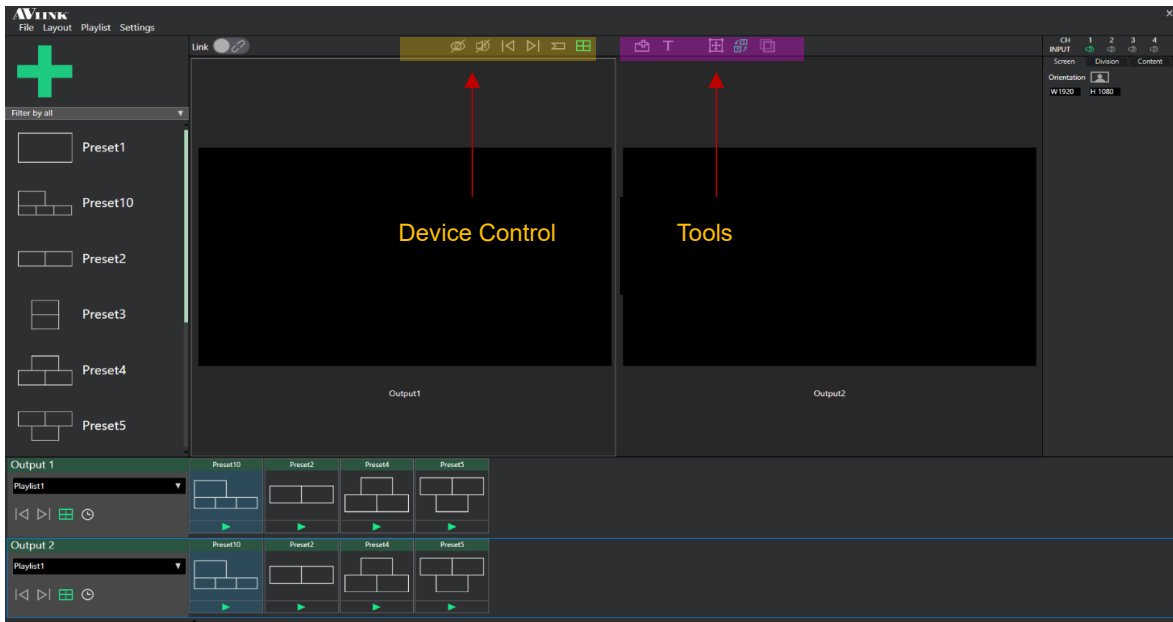 AVLINK
File Layout Playlist Settings
Link
CH 1 2 3 4
INPUT
Screen Division Content
Orientation
W 1920 H 1080
Filter by all
Preset1
Preset10
Preset2
Preset3
Preset4
Preset5
Device Control
Tools
Output1
Output2
Output 1
Playlist1
Preset10 Preset2 Preset4 Preset5
Output 2
Playlist1
Preset10 Preset2 Preset4 Preset5